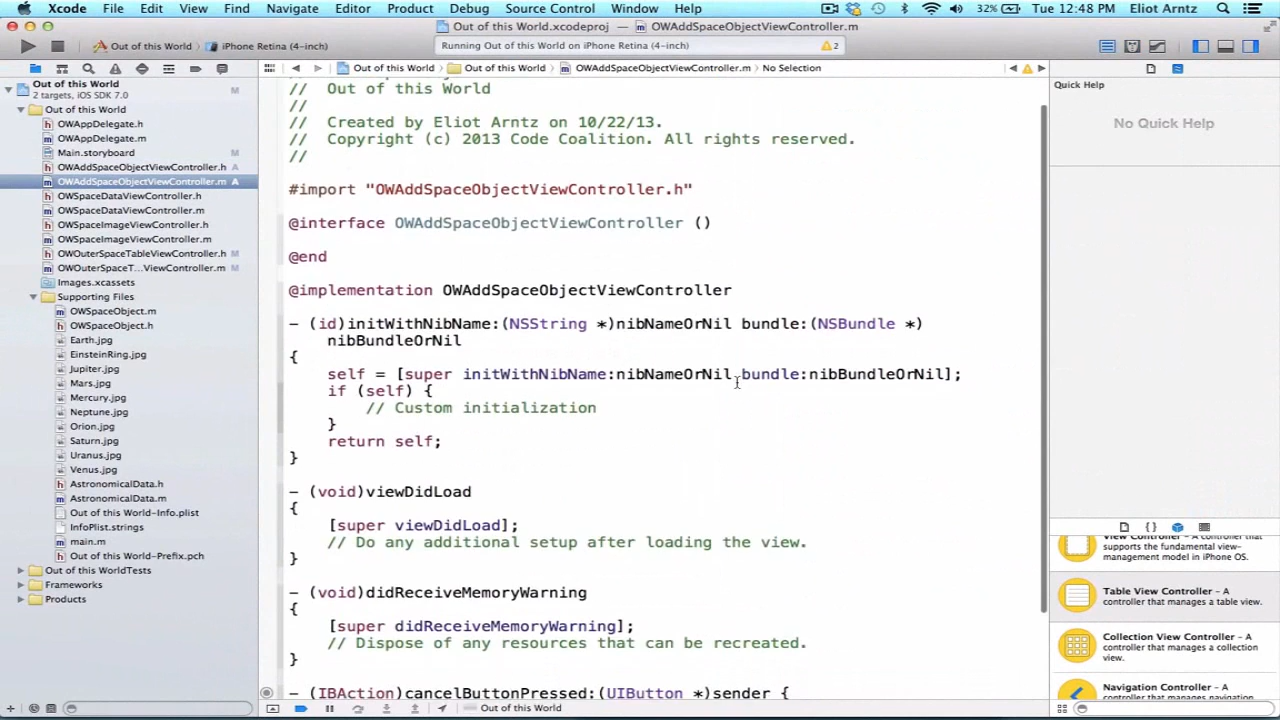 Xcode File Edit View Find Navigate Editor Product Debug Source Control Window Help 32% Tue 12:48 PM Eliot Arntz
Out of this World.xcodeproj — OWAddSpaceObjectViewController.m
Out of this World iPhone Retina (4-inch) Running Out of this World on iPhone Retina (4-inch) 2
Out of this World Out of this World OWAddSpaceObjectViewController.m No Selection
Out of this World M
2 targets, iOS SDK 7.0
Out of this World
OWAppDelegate.h
OWAppDelegate.m
Main.storyboard M
OWAddSpaceObjectViewController.h A
OWAddSpaceObjectViewController.m A
OWSpaceDataViewController.h
OWSpaceDataViewController.m
OWSpaceImageViewController.h
OWSpaceImageViewController.m
OWOuterSpaceTableViewController.h M
OWOuterSpaceT...ViewController.m M
Images.xcassets
Supporting Files
OWSpaceObject.m
OWSpaceObject.h
Earth.jpg
EinsteinRing.jpg
Jupiter.jpg
Mars.jpg
Mercury.jpg
Neptune.jpg
Orion.jpg
Saturn.jpg
Uranus.jpg
Venus.jpg
AstronomicalData.h
AstronomicalData.m
Out of this World-Info.plist
InfoPlist.strings
main.m
Out of this World-Prefix.pch
Out of this WorldTests
Frameworks
Products
// Out of this World
//
// Created by Eliot Arntz on 10/22/13.
// Copyright (c) 2013 Code Coalition. All rights reserved.
//
#import "OWAddSpaceObjectViewController.h"
@interface OWAddSpaceObjectViewController ()
@end
@implementation OWAddSpaceObjectViewController
- (id)initWithNibName:(NSString *)nibNameOrNil bundle:(NSBundle *)
nibBundleOrNil
{
self = [super initWithNibName:nibNameOrNil bundle:nibBundleOrNil];
if (self) {
// Custom initialization
}
return self;
}
- (void)viewDidLoad
{
[super viewDidLoad];
// Do any additional setup after loading the view.
}
- (void)didReceiveMemoryWarning
{
[super didReceiveMemoryWarning];
// Dispose of any resources that can be recreated.
}
- (IBAction)cancelButtonPressed:(UIButton *)sender {
Out of this World
Quick Help
No Quick Help
{}
View Controller - A controller that
supports the fundamental view-
management model in iPhone OS.
Table View Controller - A
controller that manages a table view.
Collection View Controller - A
controller that manages a collection
view.
Navigation Controller - A